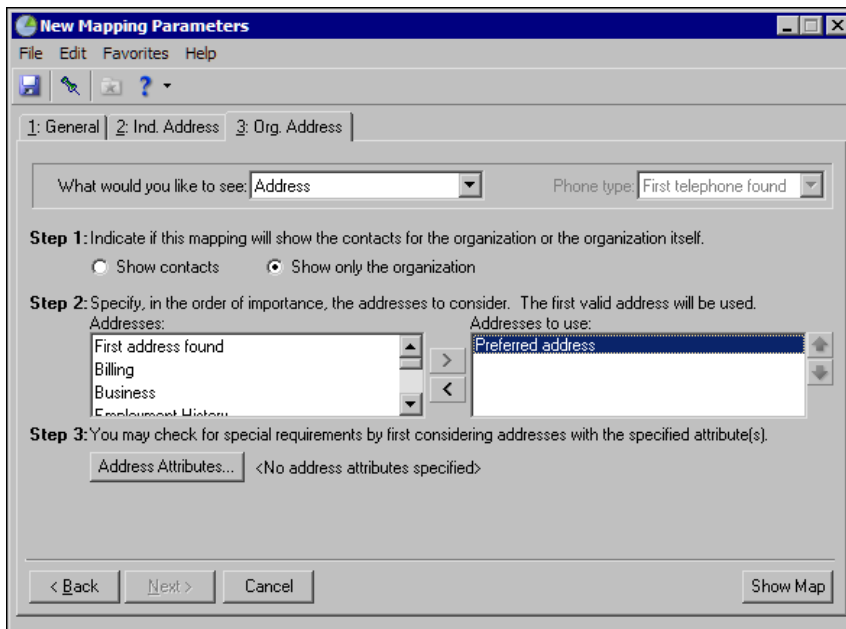 New Mapping Parameters
File Edit Favorites Help
1: General 2: Ind. Address 3: Org. Address
What would you like to see: Address Phone type: First telephone found
Step 1: Indicate if this mapping will show the contacts for the organization or the organization itself.
Show contacts Show only the organization
Step 2: Specify, in the order of importance, the addresses to consider. The first valid address will be used.
Addresses: Addresses to use:
First address found Preferred address
Billing
Business
Employment History
Step 3: You may check for special requirements by first considering addresses with the specified attribute(s).
Address Attributes... <No address attributes specified>
< Back Next > Cancel Show Map